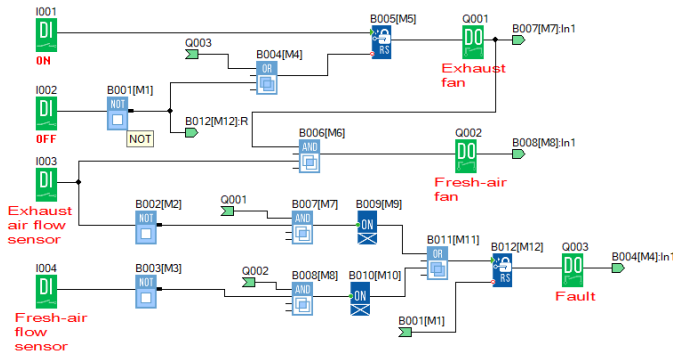 I001
DI
ON
Q003
B004[M4]
OR
B005[M5]
RS
Q001
DO
Exhaust
fan
B007[M7]:In1
I002
DI
OFF
B001[M1]
NOT
NOT
B012[M12]:R
B006[M6]
AND
Q002
DO
Fresh-air
fan
B008[M8]:In1
I003
DI
Exhaust
air flow
sensor
B002[M2]
NOT
Q001
B007[M7]
AND
B009[M9]
ON
B011[M11]
OR
B012[M12]
RS
Q003
DO
Fault
B004[M4]:In1
I004
DI
Fresh-air
flow
sensor
B003[M3]
NOT
Q002
B008[M8]
AND
B010[M10]
ON
B001[M1]